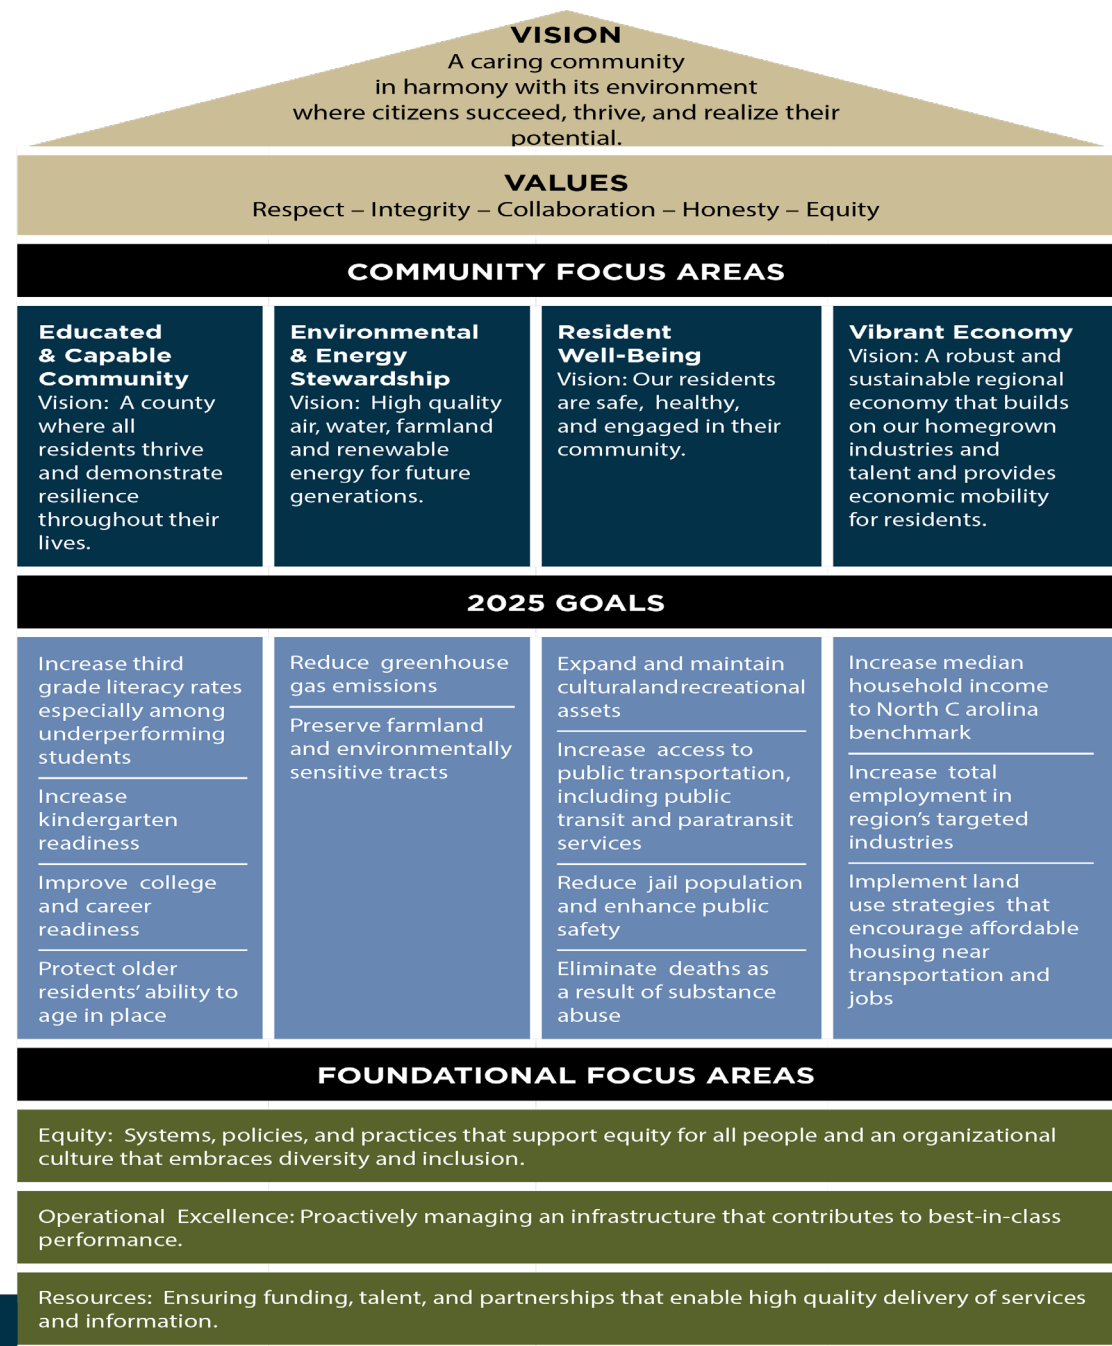 VISION
A caring community
in harmony with its environment
where citizens succeed, thrive, and realize their
potential.
VALUES
Respect – Integrity – Collaboration – Honesty – Equity
COMMUNITY FOCUS AREAS
Educated
& Capable
Community
Vision: A county
where all
residents thrive
and demonstrate
resilience
throughout their
lives.
Environmental
& Energy
Stewardship
Vision: High quality
air, water, farmland
and renewable
energy for future
generations.
Resident
Well-Being
Vision: Our residents
are safe, healthy,
and engaged in their
community.
Vibrant Economy
Vision: A robust and
sustainable regional
economy that builds
on our homegrown
industries and
talent and provides
economic mobility
for residents.
2025 GOALS
Increase third
grade literacy rates
especially among
underperforming
students
Increase
kindergarten
readiness
Improve college
and career
readiness
Protect older
residents’ ability to
age in place
Reduce greenhouse
gas emissions
Preserve farmland
and environmentally
sensitive tracts
Expand and maintain
culturalandrecreational
assets
Increase access to
public transportation,
including public
transit and paratransit
services
Reduce jail population
and enhance public
safety
Eliminate deaths as
a result of substance
abuse
Increase median
household income
to North C arolina
benchmark
Increase total
employment in
region’s targeted
industries
Implement land
use strategies that
encourage affordable
housing near
transportation and
jobs
FOUNDATIONAL FOCUS AREAS
Equity: Systems, policies, and practices that support equity for all people and an organizational
culture that embraces diversity and inclusion.
Operational Excellence: Proactively managing an infrastructure that contributes to best-in-class
performance.
Resources: Ensuring funding, talent, and partnerships that enable high quality delivery of services
and information.